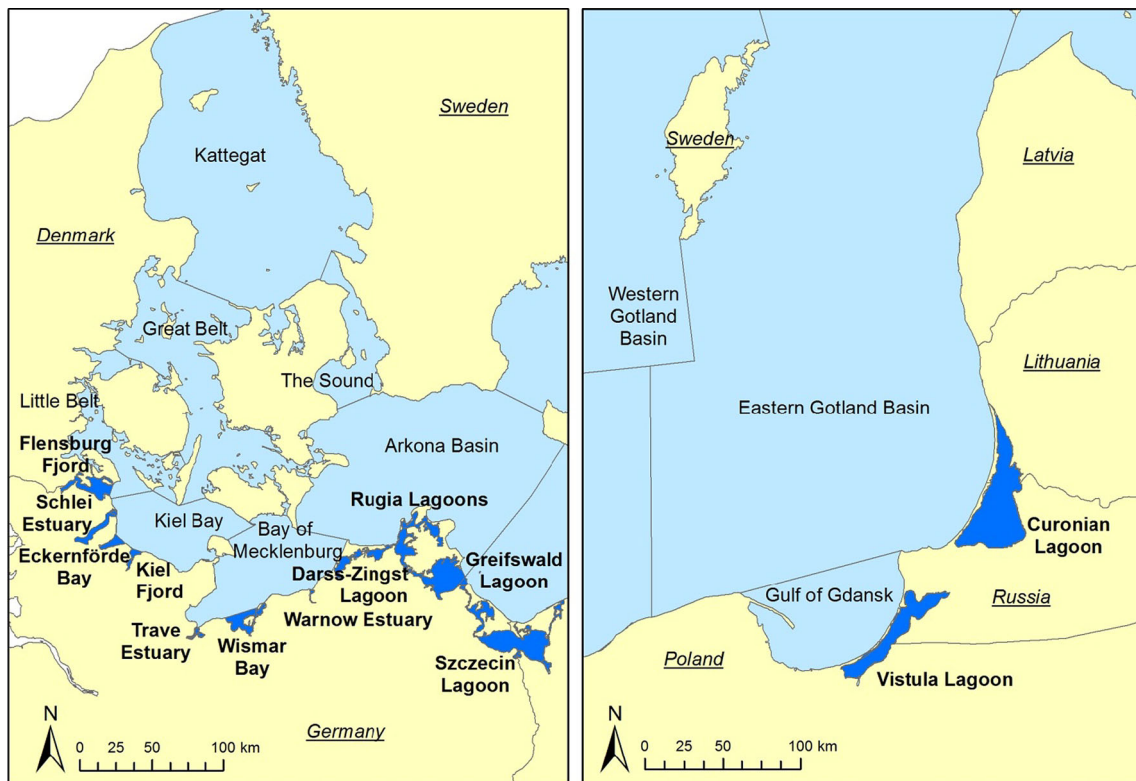 Sweden
Kattegat
Denmark
Great Belt
The Sound
Little Belt
Flensburg
Fjord
Arkona Basin
Schlei
Estuary
Kiel Bay
Rugia Lagoons
Bay of
Mecklenburg
Eckernförde
Bay
Kiel
Fjord
Darss-Zingst
Lagoon
Greifswald
Lagoon
Warnow Estuary
Trave
Estuary
Wismar
Bay
Szczecin
Lagoon
Germany
N
0 25 50 100 km
Sweden
Latvia
Western
Gotland
Basin
Lithuania
Eastern Gotland Basin
Curonian
Lagoon
Gulf of Gdansk
Russia
Poland
Vistula Lagoon
N
0 25 50 100 km